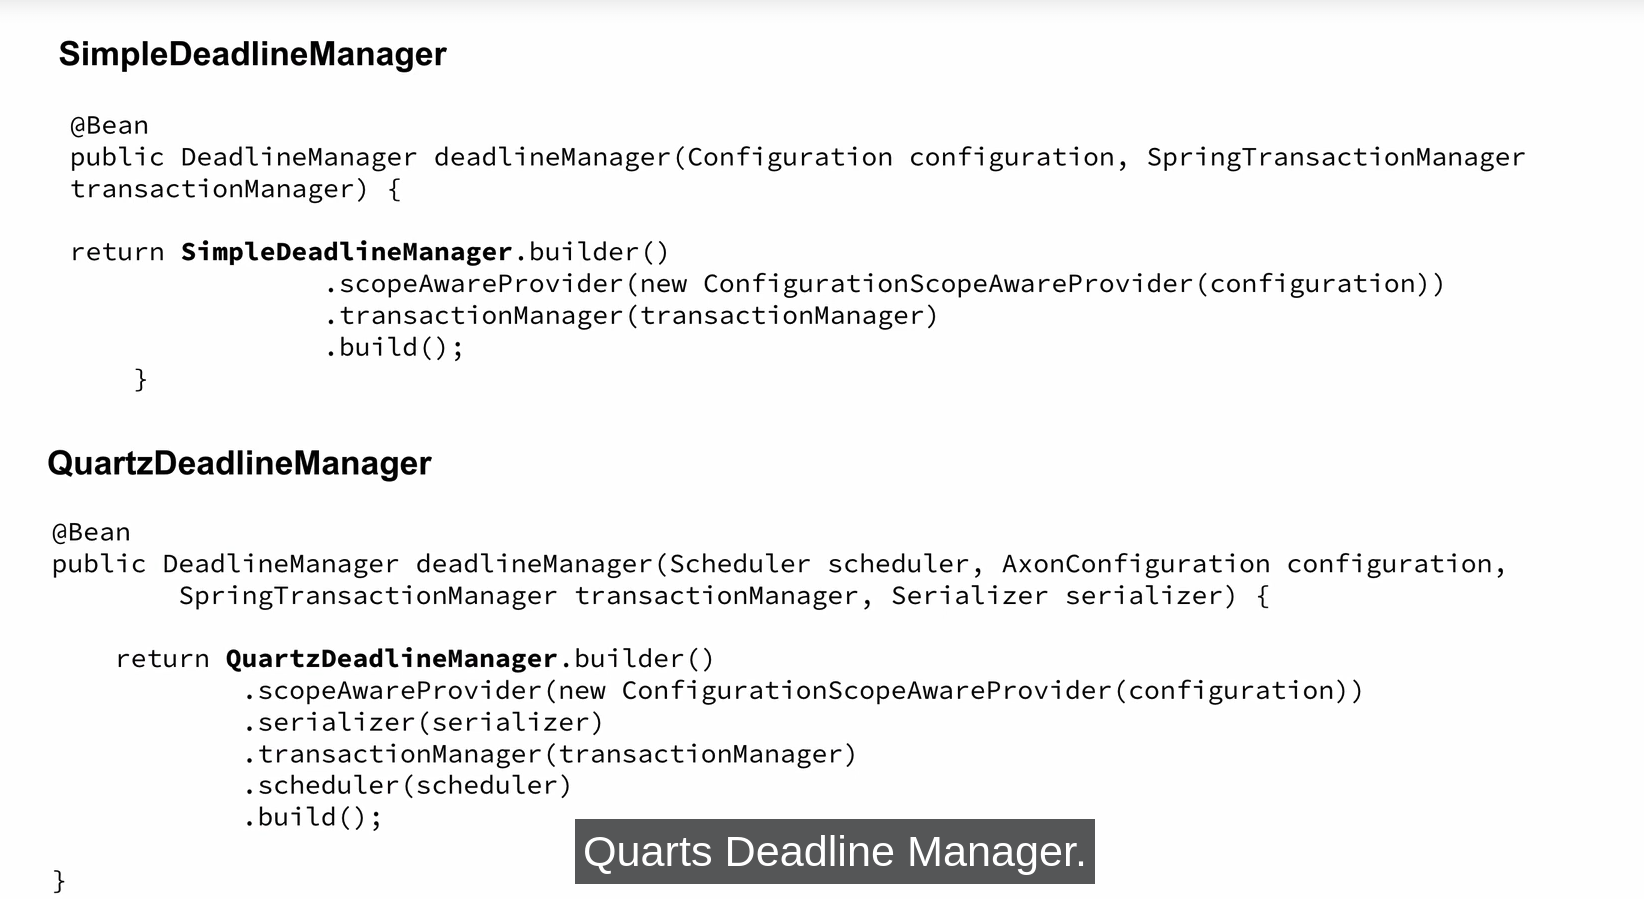 SimpleDeadlineManager
@Bean
public DeadlineManager deadlineManager(Configuration configuration, SpringTransactionManager
transactionManager) {
return SimpleDeadlineManager.builder()
.scopeAwareProvider(new ConfigurationScopeAwareProvider(configuration))
.transactionManager(transactionManager)
.build();
}
QuartzDeadlineManager
@Bean
public DeadlineManager deadlineManager(Scheduler scheduler, AxonConfiguration configuration,
SpringTransactionManager transactionManager, Serializer serializer) {
return QuartzDeadlineManager.builder()
.scopeAwareProvider(new ConfigurationScopeAwareProvider(configuration))
.serializer(serializer)
.transactionManager(transactionManager)
.scheduler(scheduler)
.build();
Quarts Deadline Manager.
}